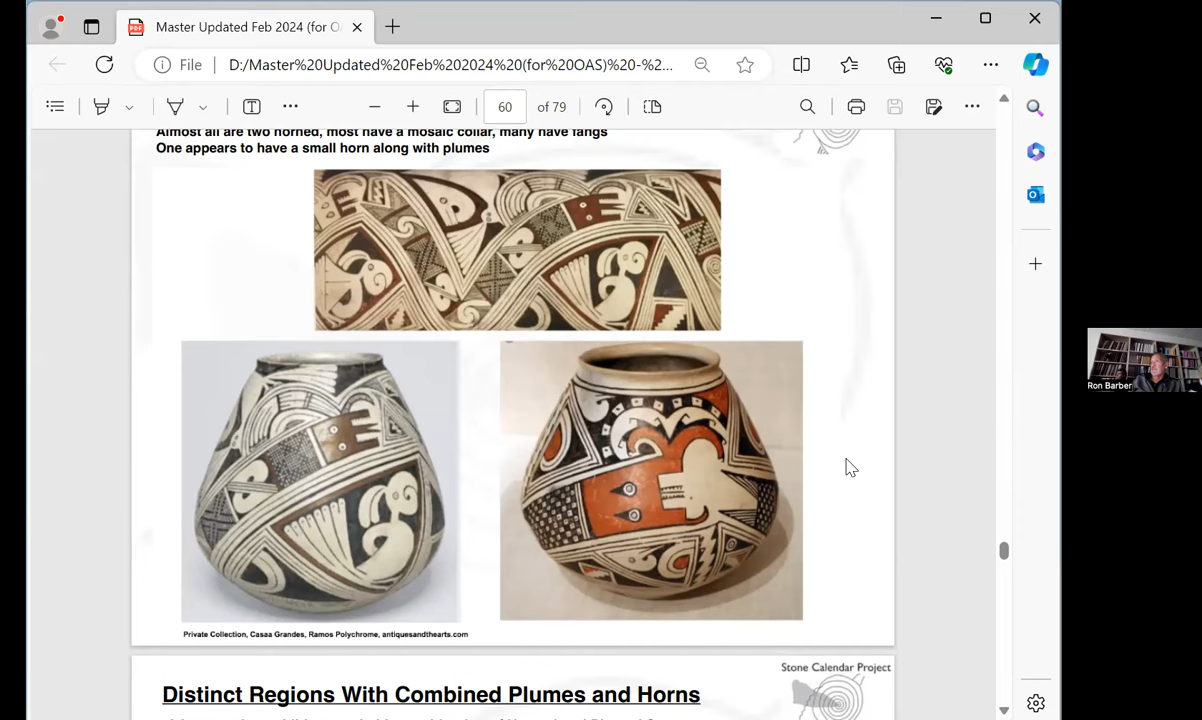 Master Updated Feb 2024 (for O
File
D:/Master%20Updated%20Feb%202024%20(for%20OAS)%20-%2...
60 of 79
Almost all are two horned, most have a mosaic collar, many have fangs
One appears to have a small horn along with plumes
Ron Barber
Private Collection, Casaa Grandes, Ramos Polychrome, antiquesandthearts.com
Stone Calendar Project
Distinct Regions With Combined Plumes and Horns